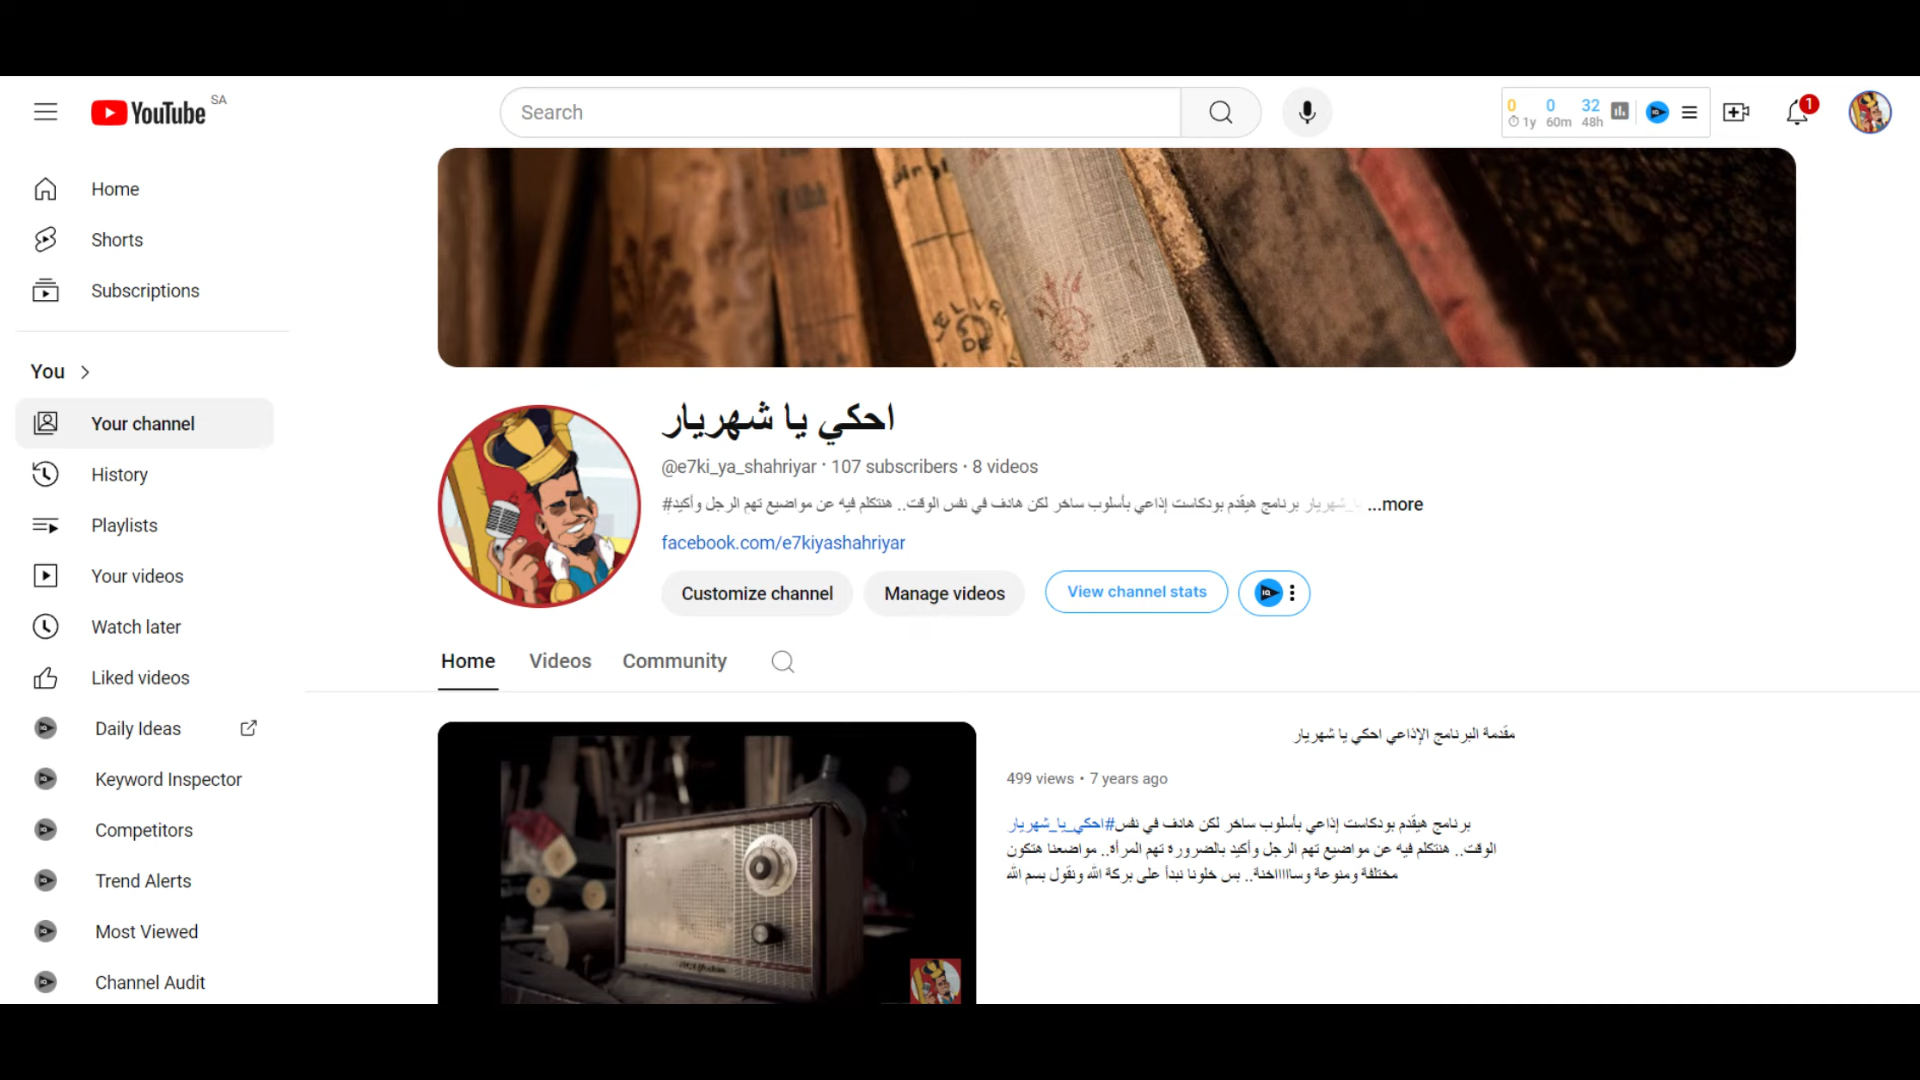 YouTube SA
Search
0 0 32
1y 60m 48h
1
Home
Shorts
Subscriptions
You
Your channel
History
Playlists
Your videos
Watch later
Liked videos
Daily Ideas
Keyword Inspector
Competitors
Trend Alerts
Most Viewed
Channel Audit
احكي يا شهريار
@e7ki_ya_shahriyar · 107 subscribers · 8 videos
#يا_شهريار برنامج هيقدم بودكاست إذاعي بأسلوب ساخر لكن هادف في نفس الوقت.. هنتكلم فيه عن مواضيع تهم الرجل وأكيد ...more
facebook.com/e7kiyashahriyar
Customize channel Manage videos View channel stats IQ
Home Videos Community
مقدمة البرنامج الإذاعي احكي يا شهريار
499 views • 7 years ago
#احكي_يا_شهريار برنامج هيقدم بودكاست إذاعي بأسلوب ساخر لكن هادف في نفس
الوقت.. هنتكلم فيه عن مواضيع تهم الرجل وأكيد بالضرورة تهم المرأة.. مواضعنا هتكون
مختلفة ومنوعة وسااااخنة.. بس خلونا نبدأ على بركة الله ونقول بسم الله